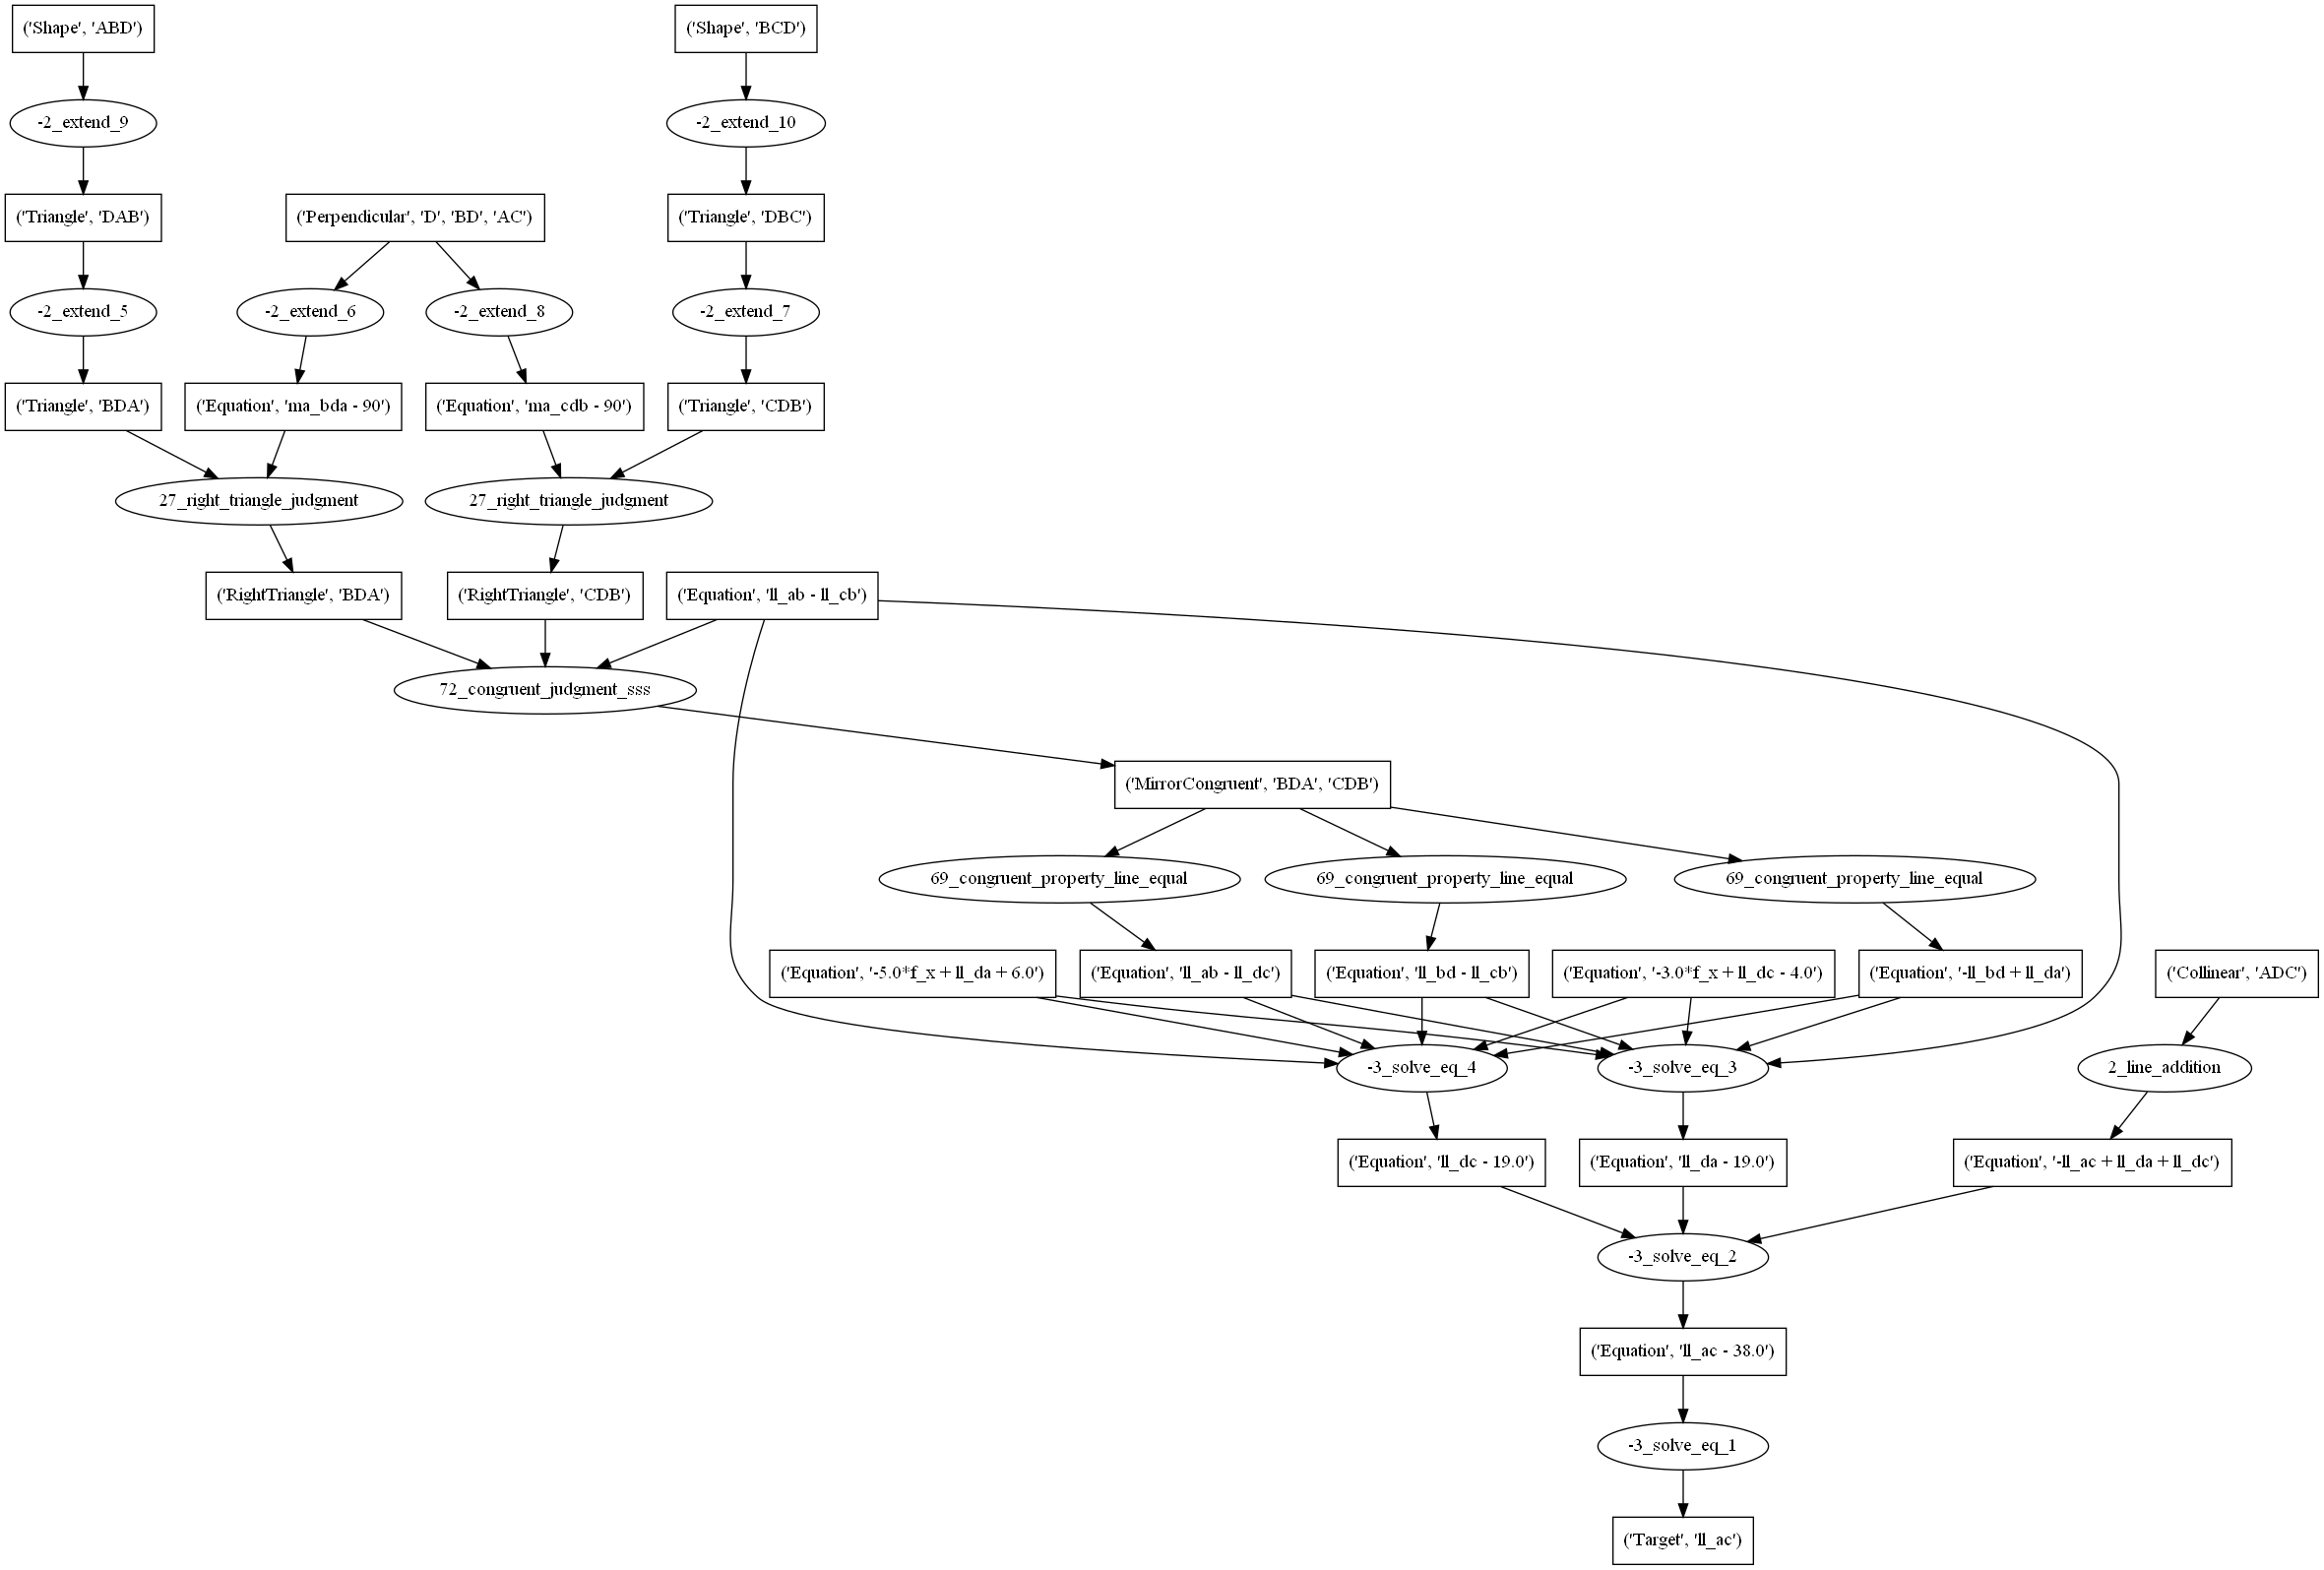 ('Shape', 'ABD')
('Shape', 'BCD')
-2_extend_9
-2_extend_10
('Triangle', 'DAB')
('Perpendicular', 'D', 'BD', 'AC')
('Triangle', 'DBC')
-2_extend_5
-2_extend_6
-2_extend_8
-2_extend_7
('Triangle', 'BDA')
('Equation', 'ma_bda - 90')
('Equation', 'ma_cdb - 90')
('Triangle', 'CDB')
27_right_triangle_judgment
27_right_triangle_judgment
('RightTriangle', 'BDA')
('RightTriangle', 'CDB')
('Equation', 'll_ab - ll_cb')
72_congruent_judgment_sss
('MirrorCongruent', 'BDA', 'CDB')
69_congruent_property_line_equal
69_congruent_property_line_equal
69_congruent_property_line_equal
('Equation', '-5.0*f_x + ll_da + 6.0')
('Equation', 'll_ab - ll_dc')
('Equation', 'll_bd - ll_cb')
('Equation', '-3.0*f_x + ll_dc - 4.0')
('Equation', '-ll_bd + ll_da')
('Collinear', 'ADC')
-3_solve_eq_4
-3_solve_eq_3
2_line_addition
('Equation', 'll_dc - 19.0')
('Equation', 'll_da - 19.0')
('Equation', '-ll_ac + ll_da + ll_dc')
-3_solve_eq_2
('Equation', 'll_ac - 38.0')
-3_solve_eq_1
('Target', 'll_ac')